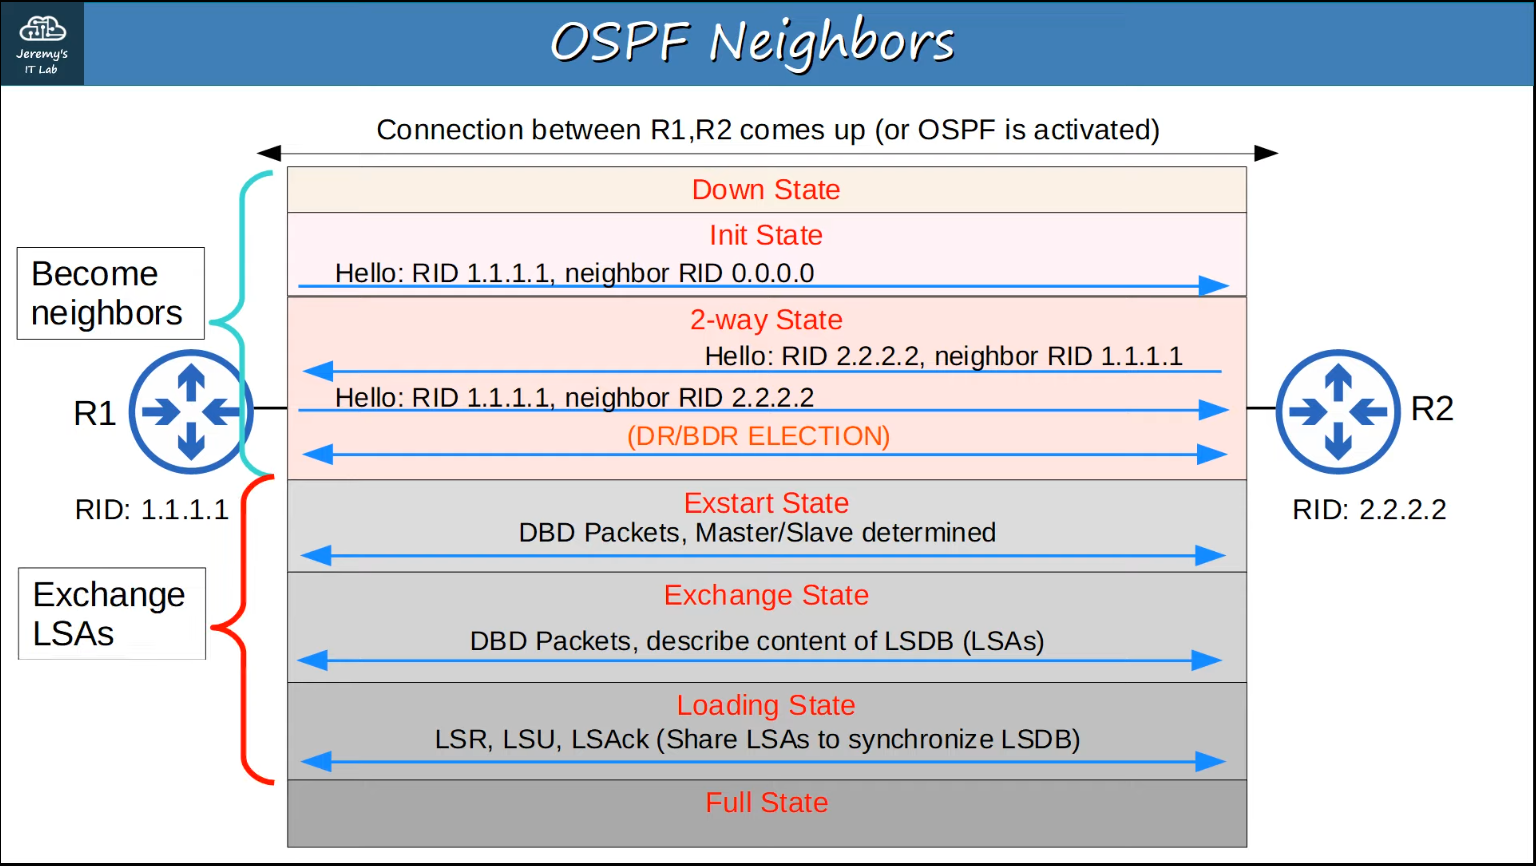 Jeremy's
IT Lab
OSPF Neighbors
Connection between R1,R2 comes up (or OSPF is activated)
Down State
Init State
Hello: RID 1.1.1.1, neighbor RID 0.0.0.0
Become
neighbors
2-way State
Hello: RID 2.2.2.2, neighbor RID 1.1.1.1
Hello: RID 1.1.1.1, neighbor RID 2.2.2.2
(DR/BDR ELECTION)
R1
R2
RID: 1.1.1.1
RID: 2.2.2.2
Exstart State
DBD Packets, Master/Slave determined
Exchange
LSAs
Exchange State
DBD Packets, describe content of LSDB (LSAs)
Loading State
LSR, LSU, LSAck (Share LSAs to synchronize LSDB)
Full State